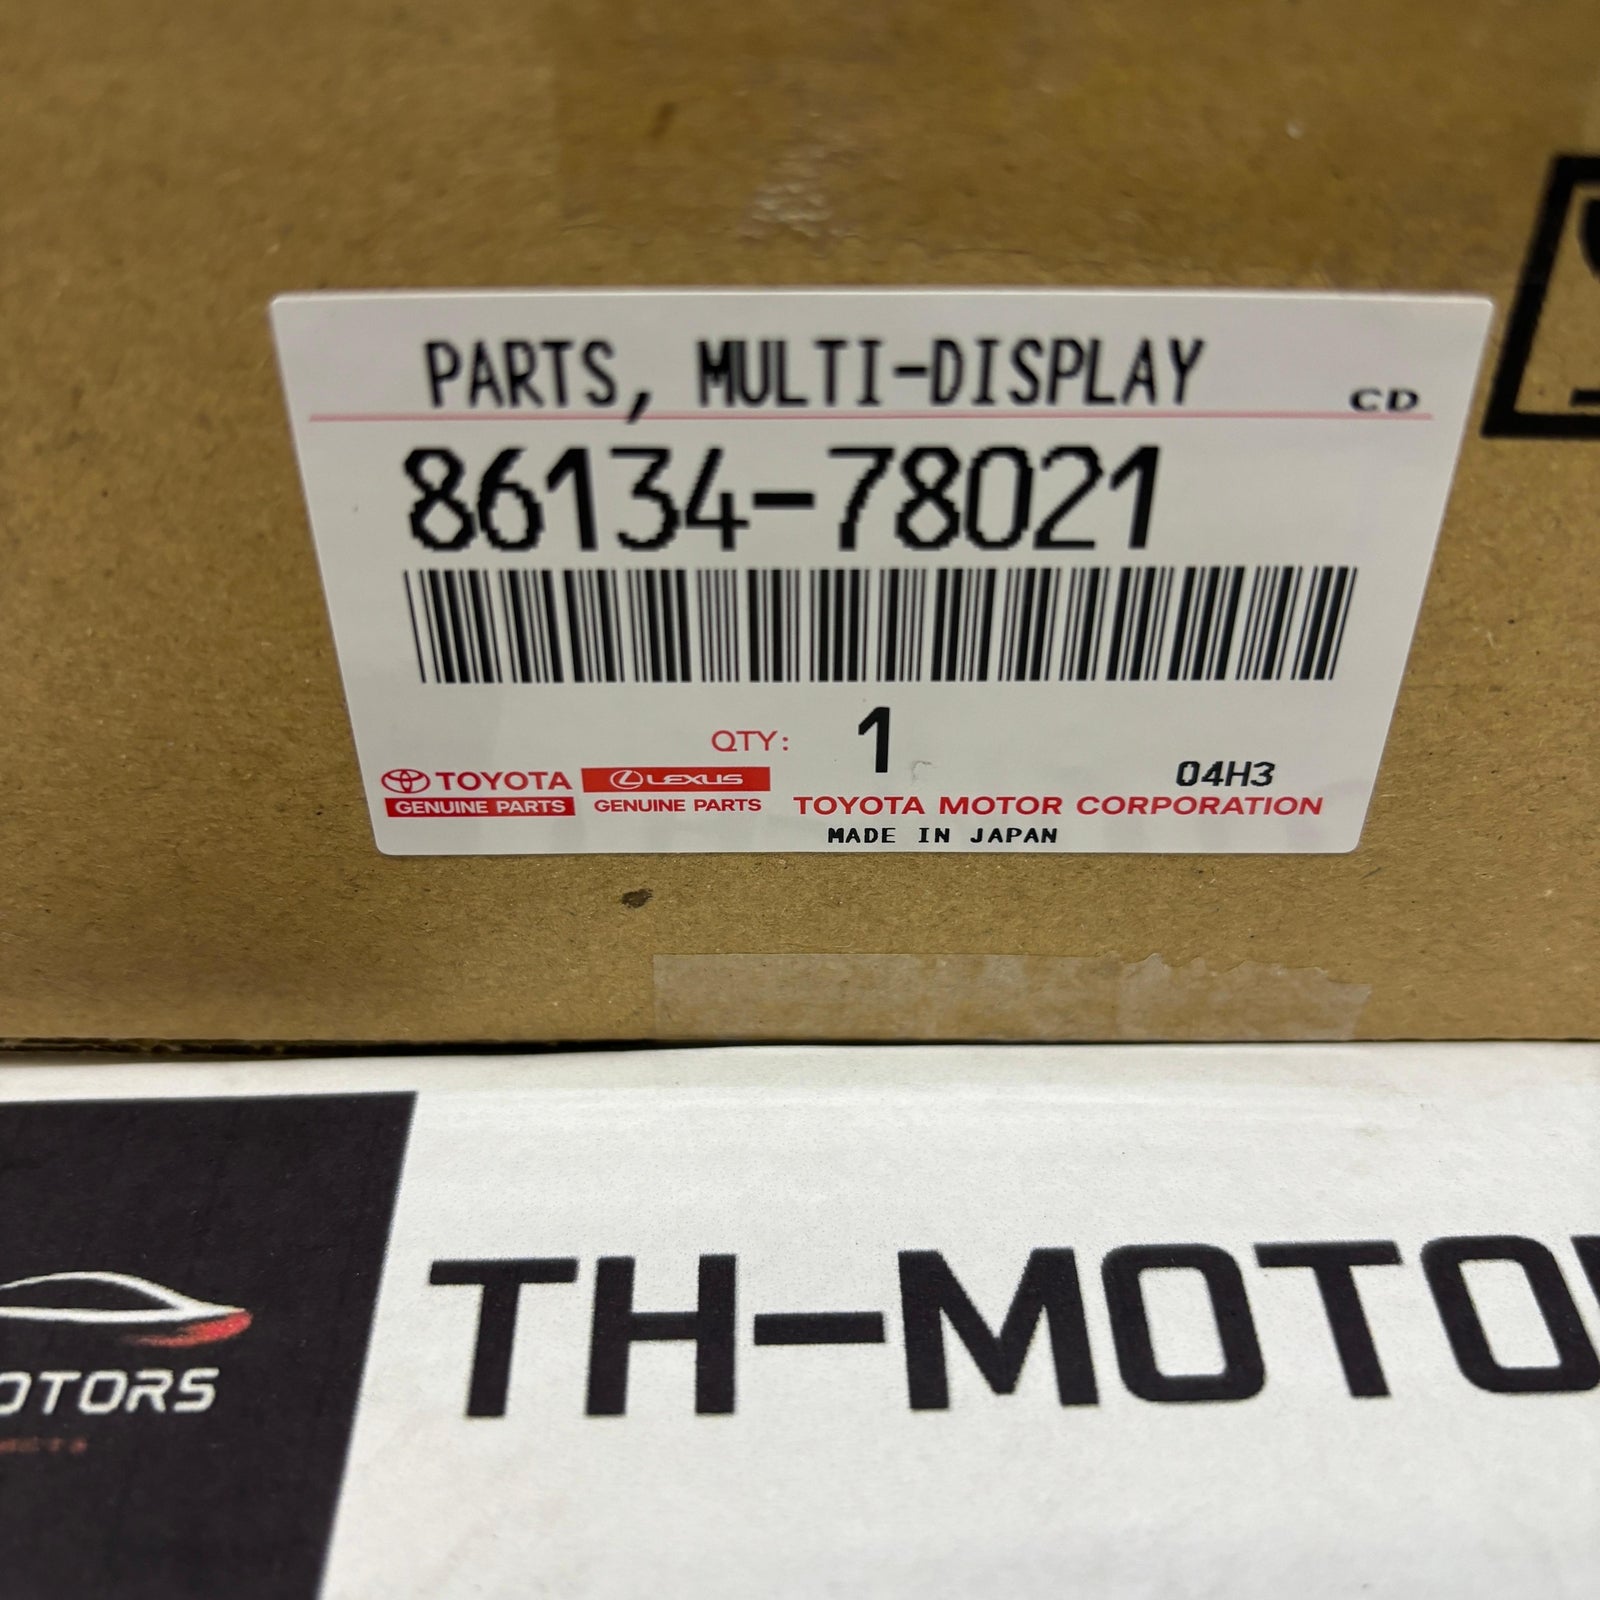 PARTS, MULTI-DISPLAY
CD
86134-78021
QTY: 1
04H3
TOYOTA
GENUINE PARTS
LEXUS
GENUINE PARTS
TOYOTA MOTOR CORPORATION
MADE IN JAPAN
TH-MOTO
OTORS